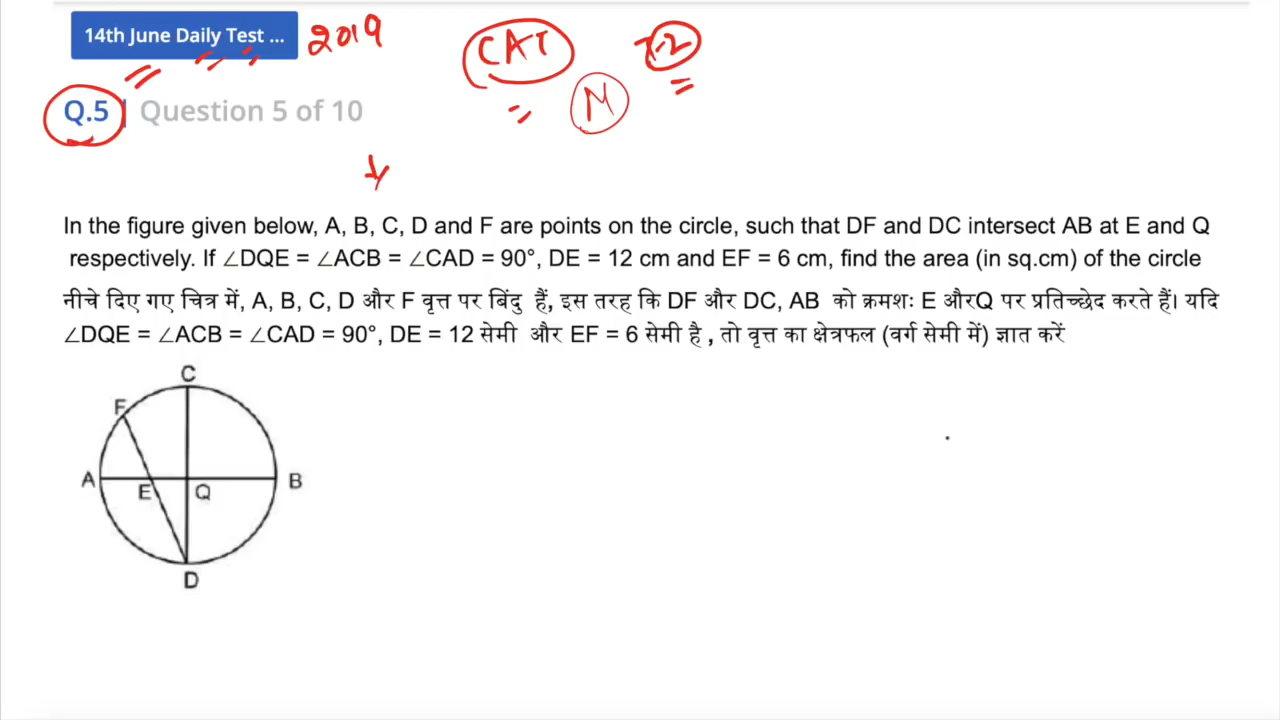 14th June Daily Test ...
2019
CAT
T-2
M
Q.5 | Question 5 of 10
In the figure given below, A, B, C, D and F are points on the circle, such that DF and DC intersect AB at E and Q
respectively. If ∠DQE = ∠ACB = ∠CAD = 90°, DE = 12 cm and EF = 6 cm, find the area (in sq.cm) of the circle
नीचे दिए गए चित्र में, A, B, C, D और F वृत्त पर बिंदु हैं, इस तरह कि DF और DC, AB को क्रमशः E औरQ पर प्रतिच्छेद करते हैं। यदि
∠DQE = ∠ACB = ∠CAD = 90°, DE = 12 सेमी और EF = 6 सेमी है , तो वृत्त का क्षेत्रफल (वर्ग सेमी में) ज्ञात करें
C
F
A
E
Q
B
D